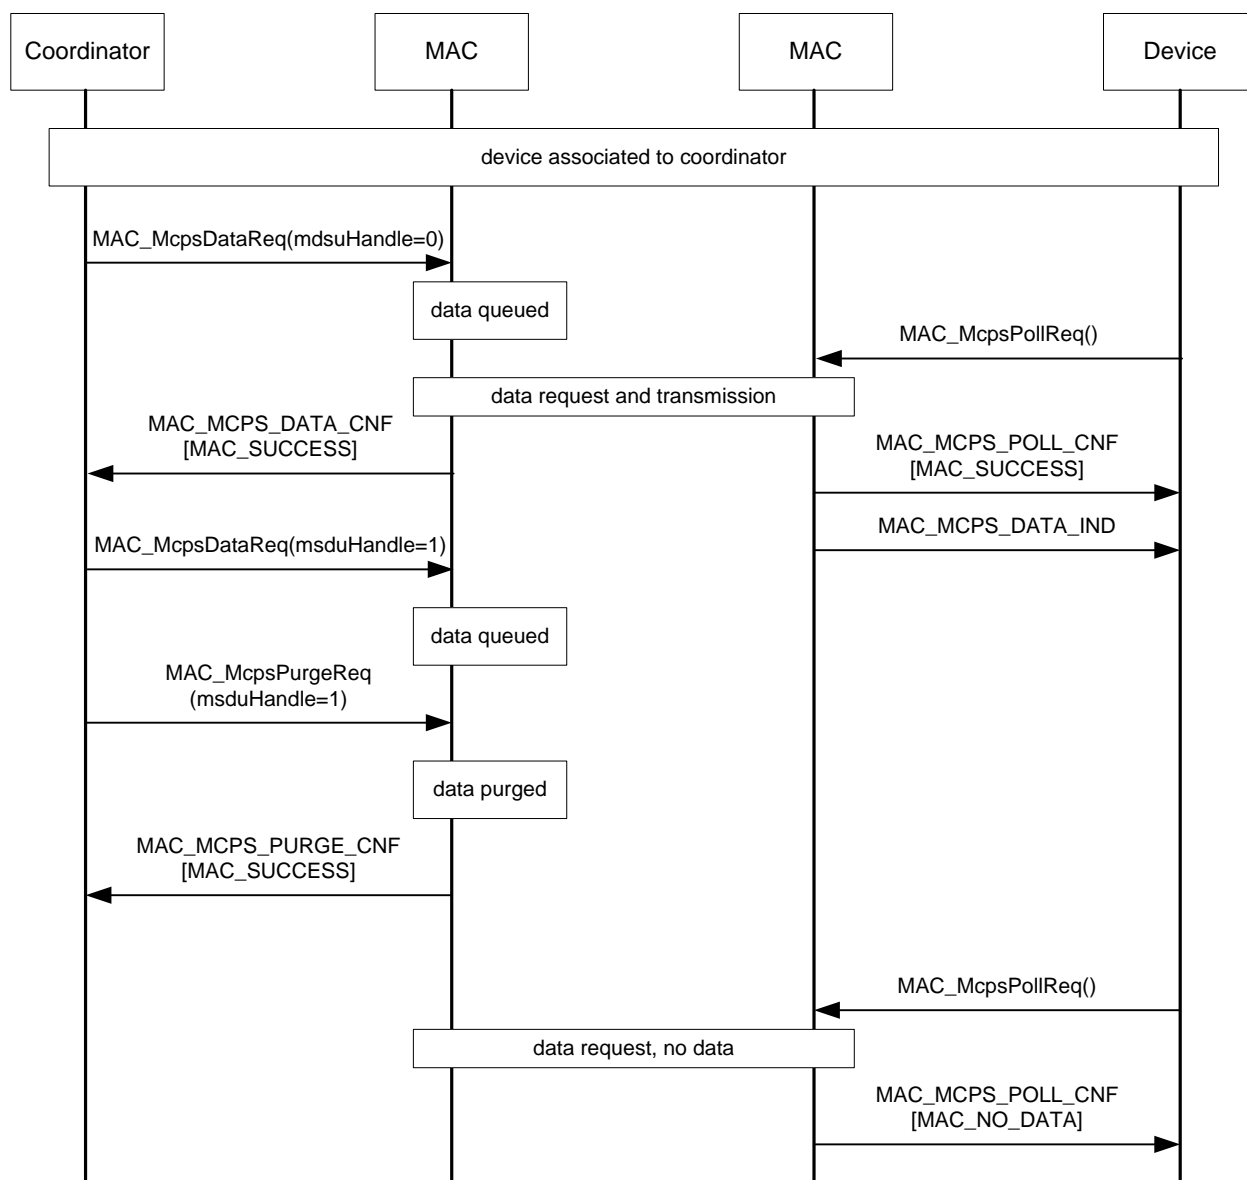 Coordinator
MAC
MAC
Device
device associated to coordinator
MAC_McpsDataReq(mdsuHandle=0)
data queued
MAC_McpsPollReq()
data request and transmission
MAC_MCPS_DATA_CNF
[MAC_SUCCESS]
MAC_MCPS_POLL_CNF
[MAC_SUCCESS]
MAC_MCPS_DATA_IND
MAC_McpsDataReq(msduHandle=1)
data queued
MAC_McpsPurgeReq
(msduHandle=1)
data purged
MAC_MCPS_PURGE_CNF
[MAC_SUCCESS]
MAC_McpsPollReq()
data request, no data
MAC_MCPS_POLL_CNF
[MAC_NO_DATA]